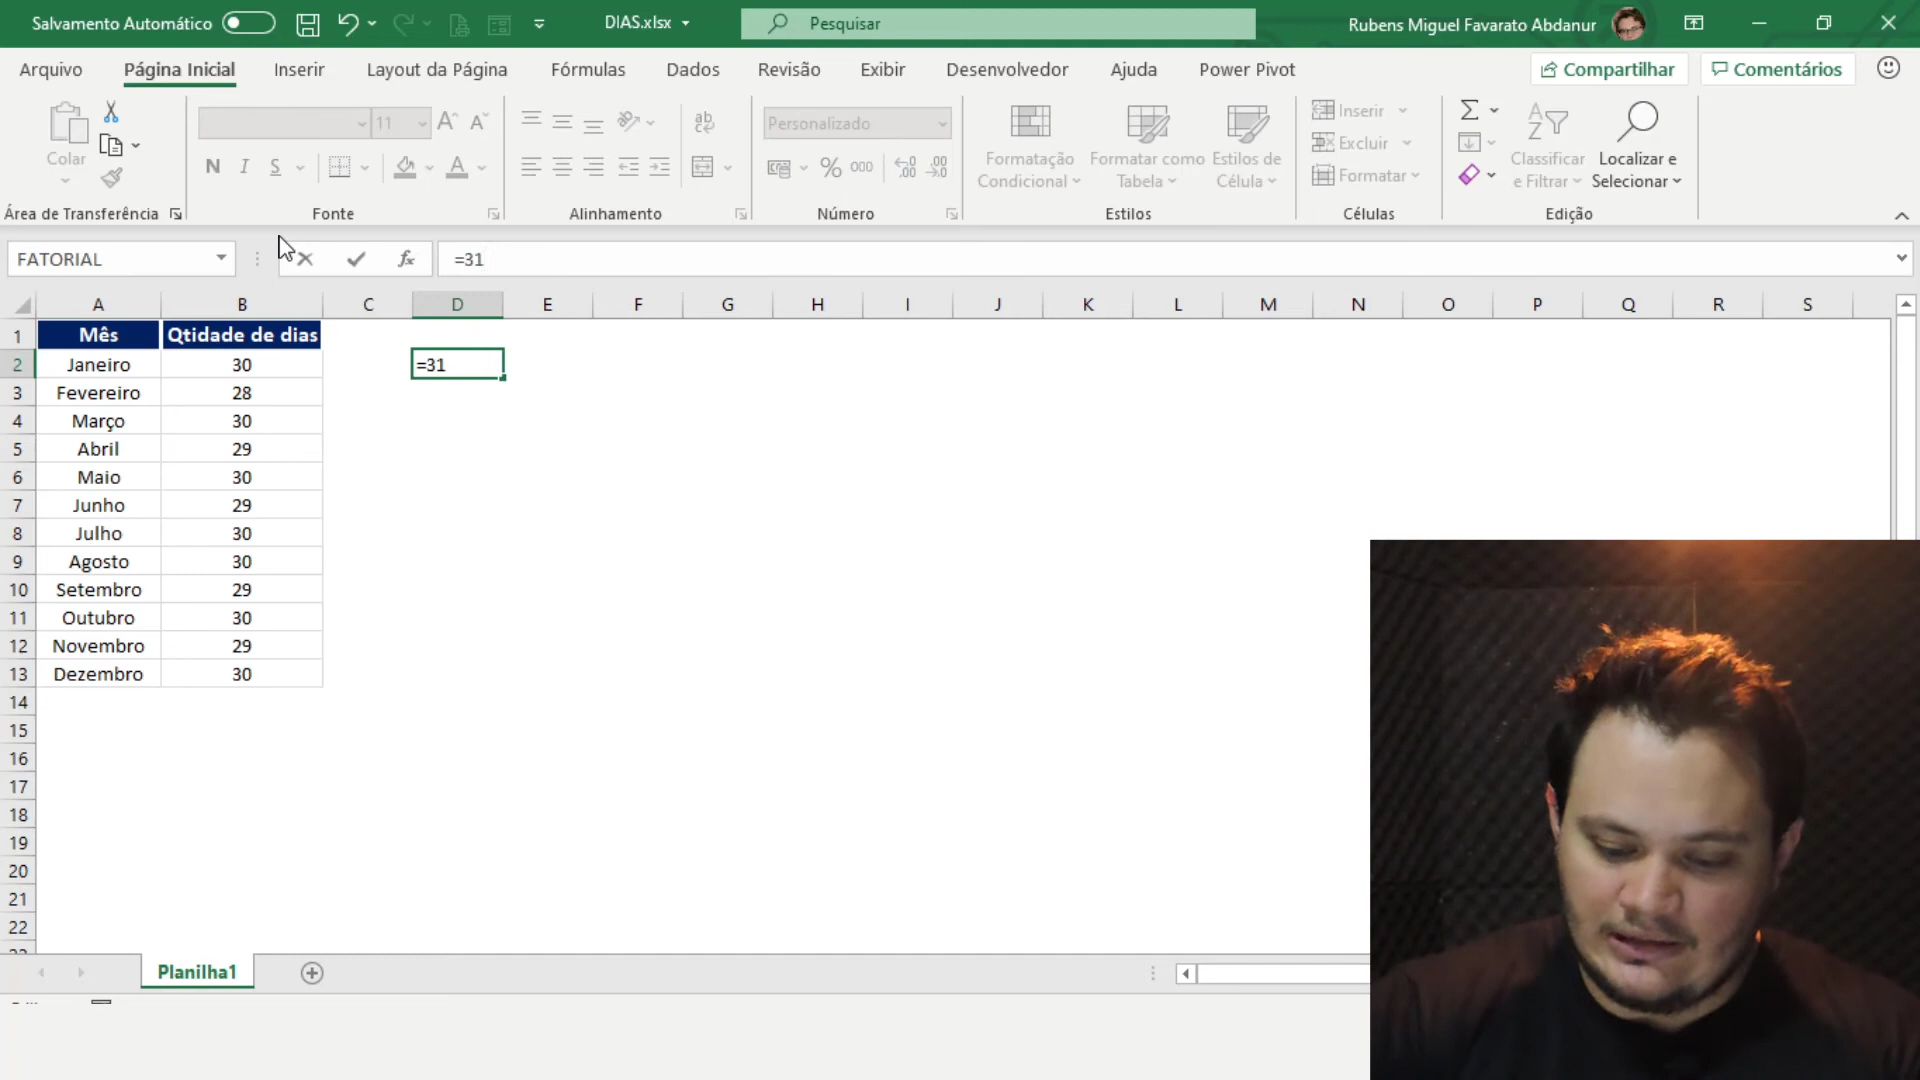 Salvamento Automático
DIAS.xlsx
Pesquisar
Rubens Miguel Favarato Abdanur
Arquivo Página Inicial Inserir Layout da Página Fórmulas Dados Revisão Exibir Desenvolvedor Ajuda Power Pivot Compartilhar Comentários
Colar
Área de Transferência
11
N I S
Fonte
Alinhamento
Personalizado
% 000
Número
Formatação Condicional
Formatar como Tabela
Estilos de Célula
Estilos
Inserir
Excluir
Formatar
Células
Classificar e Filtrar
Localizar e Selecionar
Edição
FATORIAL fx =31
A B C D E F G H I J K L M N O P Q R S
1 Mês Qtidade de dias
2 Janeiro 30 =31
3 Fevereiro 28
4 Março 30
5 Abril 29
6 Maio 30
7 Junho 29
8 Julho 30
9 Agosto 30
10 Setembro 29
11 Outubro 30
12 Novembro 29
13 Dezembro 30
14
15
16
17
18
19
20
21
22
Planilha1